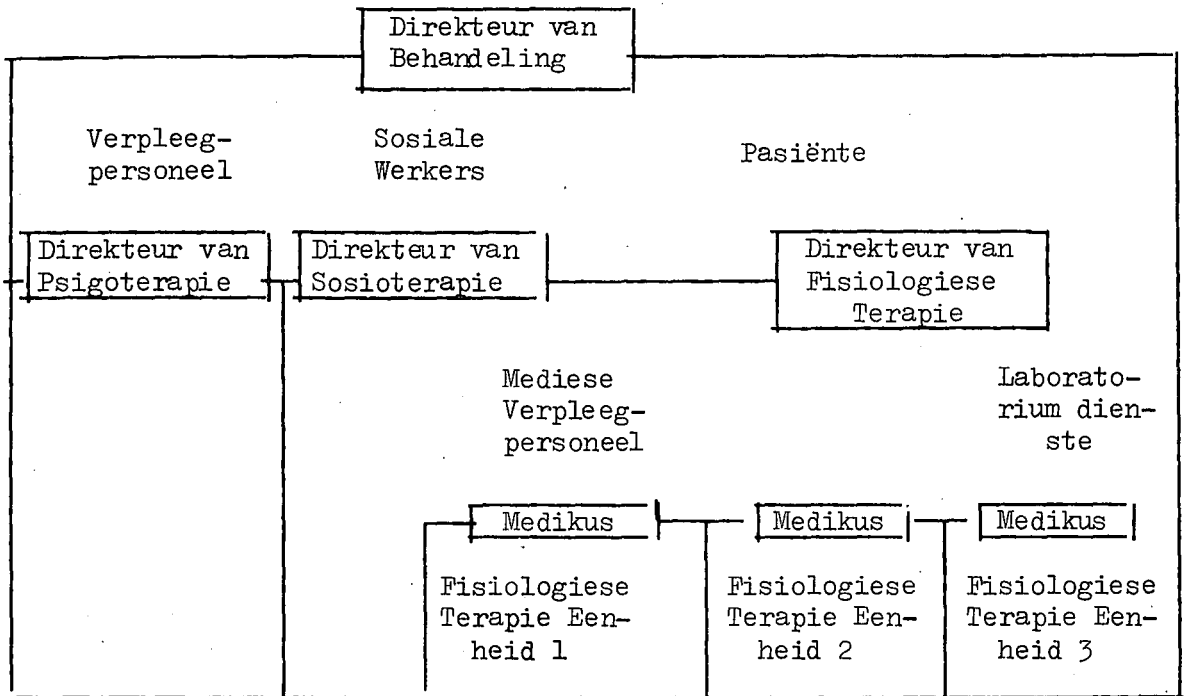 Direkteur van
Behandeling
Verpleeg-
personeel
Sosiale
Werkers
Pasiënte
Direkteur van
Psigoterapie
Direkteur van
Sosioterapie
Direkteur van
Fisiologiese
Terapie
Mediese
Verpleeg-
personeel
Laborato-
rium dien-
ste
Medikus
Medikus
Medikus
Fisiologiese
Terapie Een-
heid 1
Fisiologiese
Terapie Een-
heid 2
Fisiologiese
Terapie Een-
heid 3